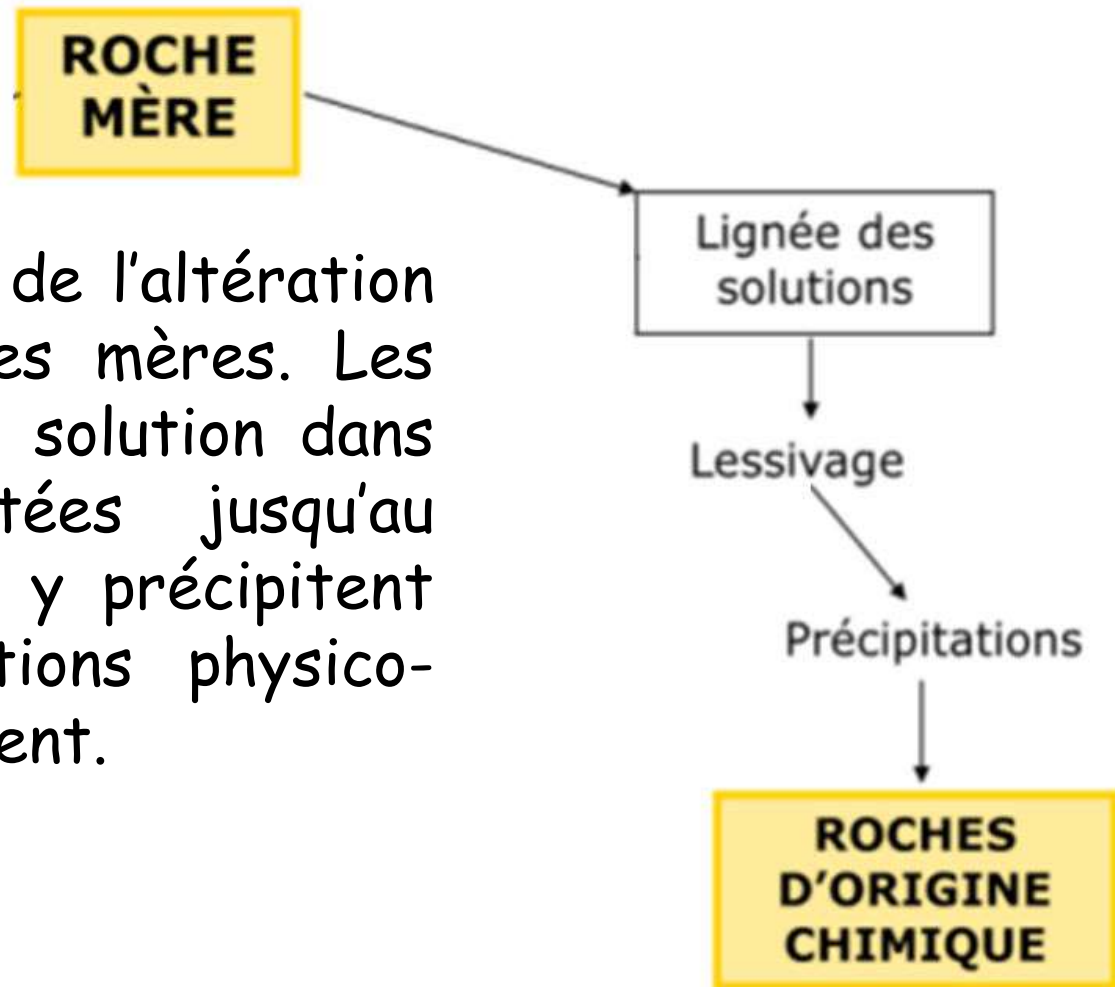 ROCHE
MÈRE
de l'altération
es mères. Les
solution dans
tées jusqu'au
y précipitent
tions physico-
ent.
Lignée des
solutions
Lessivage
Précipitations
ROCHES
D'ORIGINE
CHIMIQUE